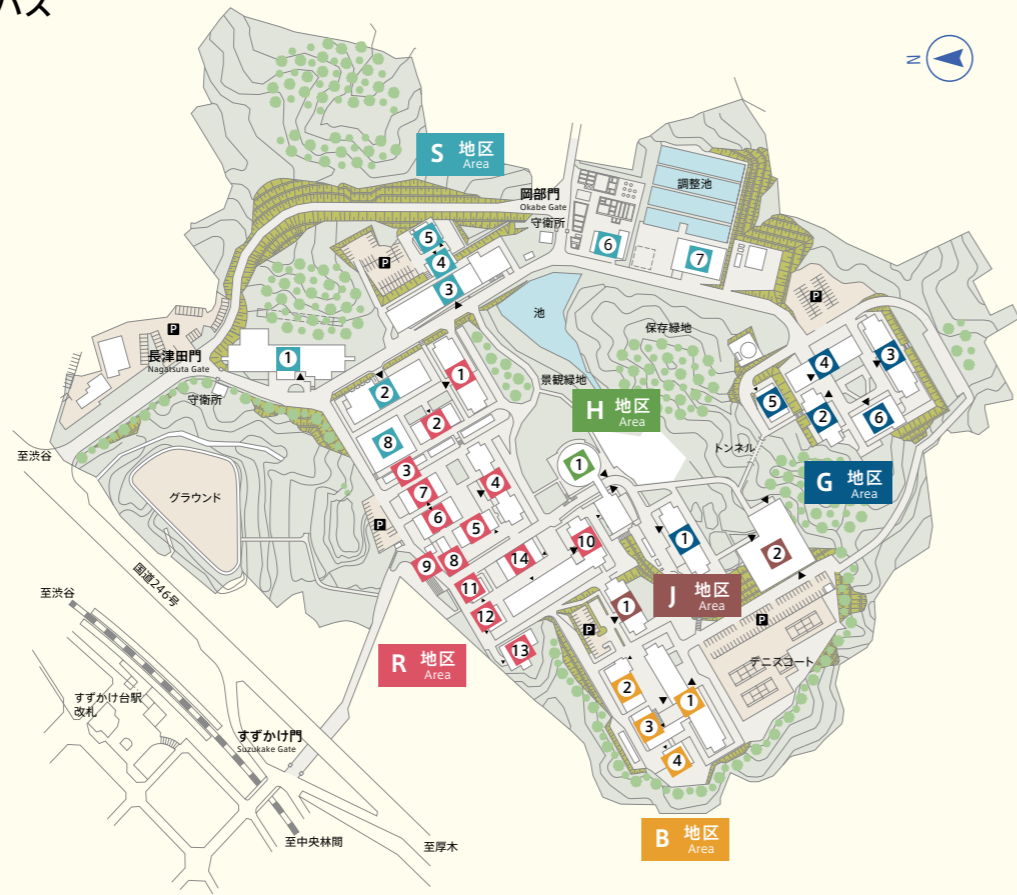 パス
N
S 地区
Area
岡部門
Okabe Gate
守衛所
調整池
5
4
3
6
7
P
P
P
池
保存緑地
長津田門
Nagatsuta Gate
守衛所
1
2
8
1
2
景観緑地
H 地区
Area
4
3
5
2
6
トンネル
G 地区
Area
至渋谷
グラウンド
3
7
6
4
5
1
P
9
8
14
10
11
12
13
1
2
J 地区
Area
1
P
P
テニスコート
国道246号
至渋谷
R 地区
Area
2
1
3
4
すずかけ台駅
改札
すずかけ門
Suzukake Gate
至中央林間
至厚木
B 地区
Area